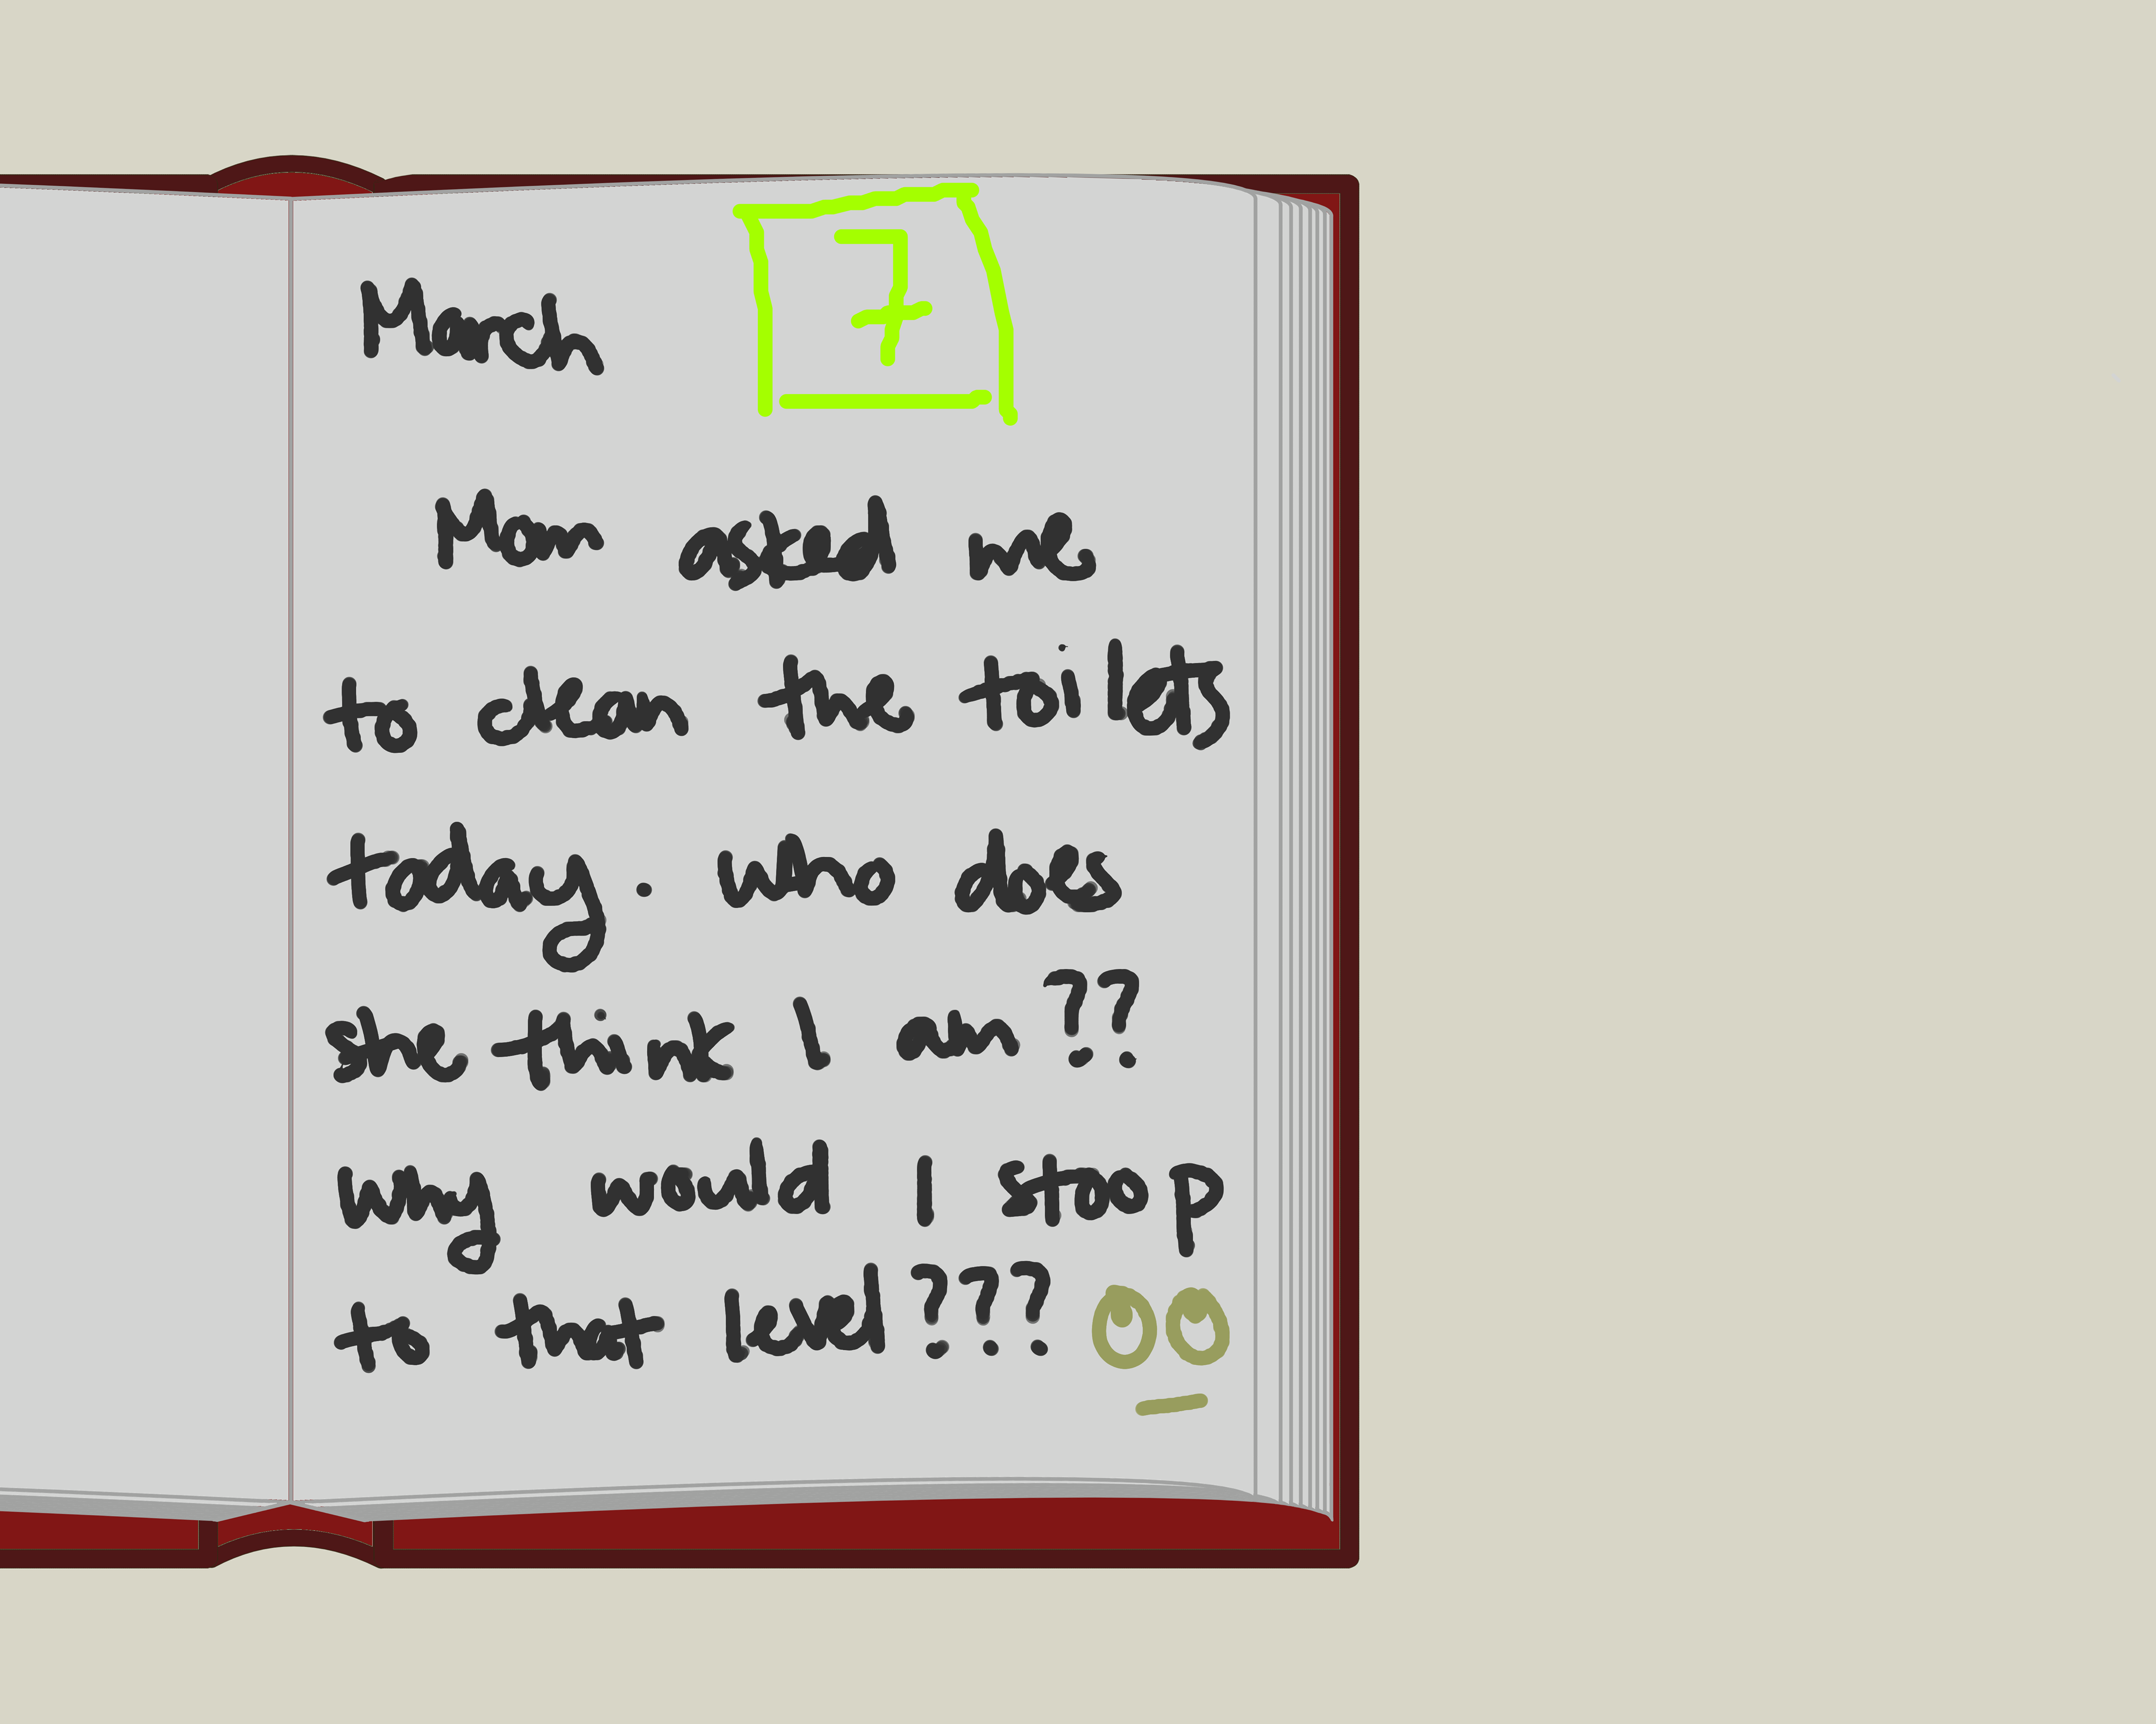 March 7
Mom asked me
to clean the toilets
today. Who does
she think I am??
Why would I stoop
to that level???